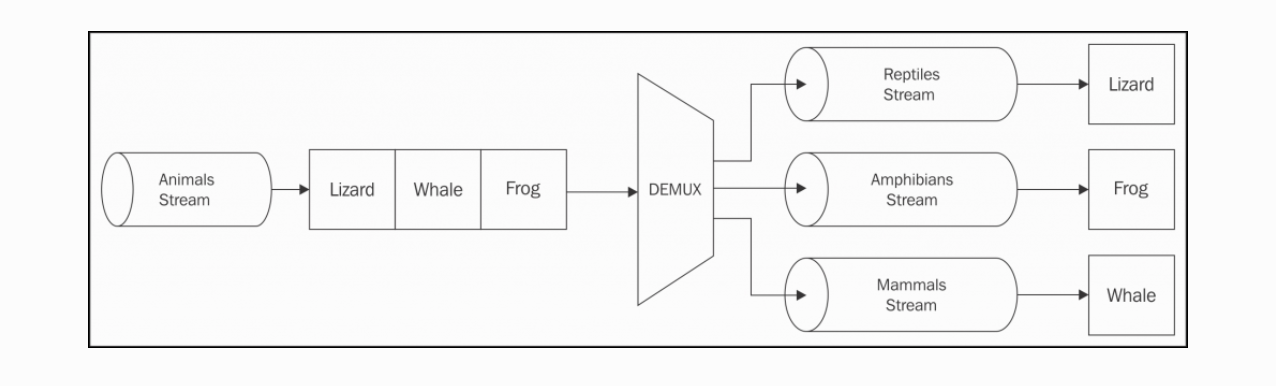 Animals
Stream
Lizard
Whale
Frog
DEMUX
Reptiles
Stream
Lizard
Amphibians
Stream
Frog
Mammals
Stream
Whale